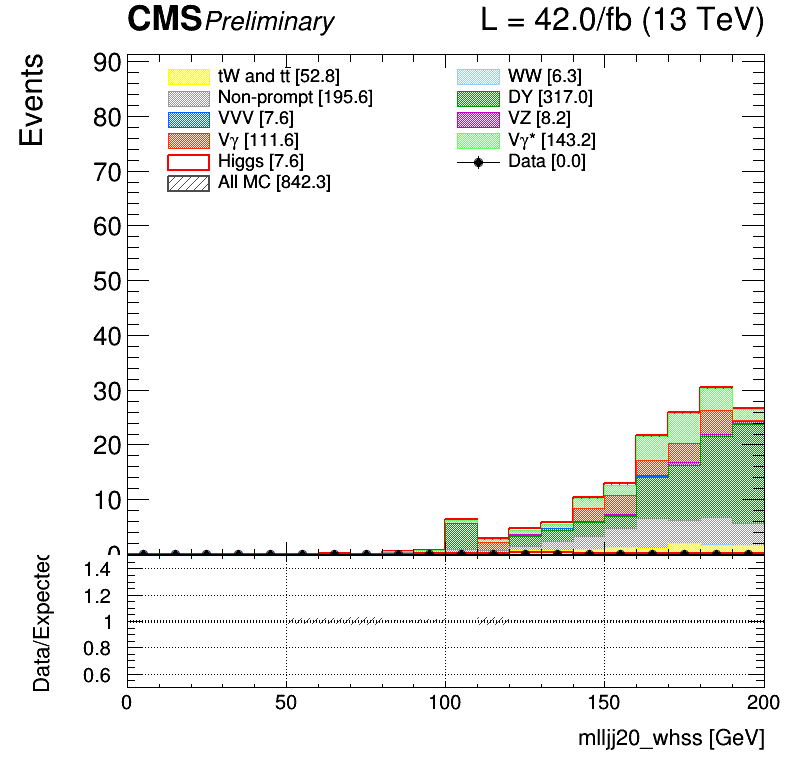 CMS Preliminary L = 42.0/fb (13 TeV)
Events
90
80
70
60
50
40
30
20
10
0
tW and tt̄ [52.8]
Non-prompt [195.6]
VVV [7.6]
Vγ [111.6]
Higgs [7.6]
All MC [842.3]
WW [6.3]
DY [317.0]
VZ [8.2]
Vγ* [143.2]
Data [0.0]
Data/Expected
1.4
1.2
1
0.8
0.6
0 50 100 150 200
mlljj20_whss [GeV]